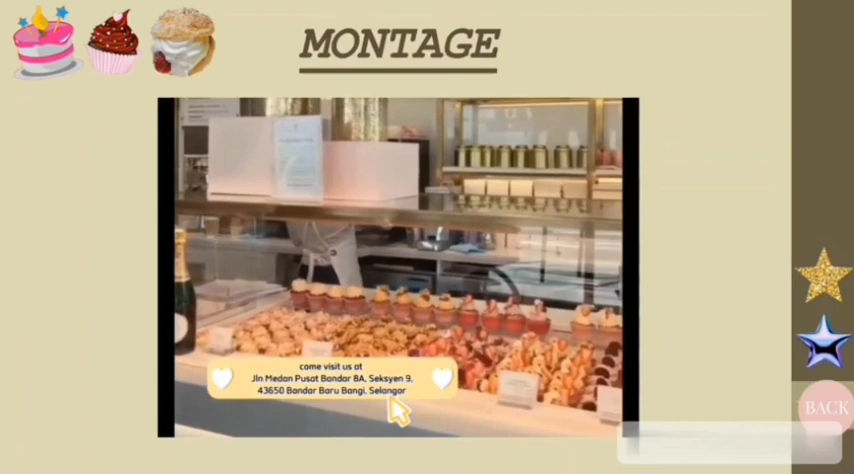 MONTAGE
come visit us at
Jln Medan Pusat Bandar 8A, Seksyen 9,
43650 Bandar Baru Bangi, Selangor
BACK